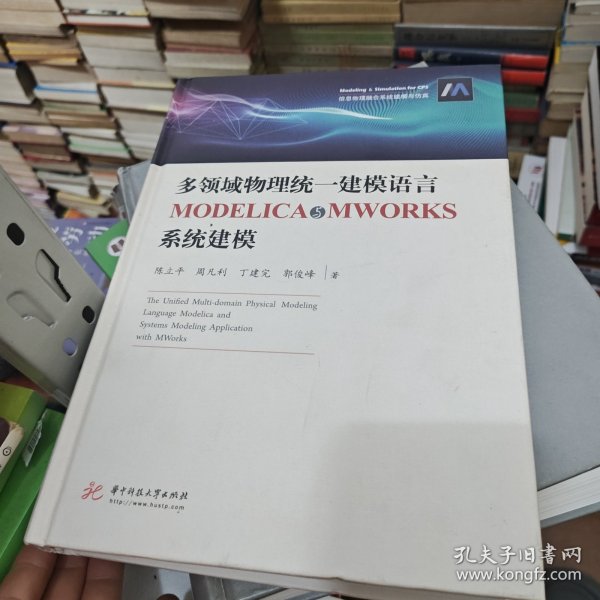 Modeling & Simulation for CPS
信息物理融合系统建模与仿真
多领域物理统一建模语言
MODELICA与MWORKS
系统建模
陈立平 周凡利 丁建完 郭俊峰 著
The Unified Multi-domain Physical Modeling
Language Modelica and
Systems Modeling Application
with MWorks
华中科技大学出版社
http://www.hustp.com
孔夫子旧书网
www.kongfz.com